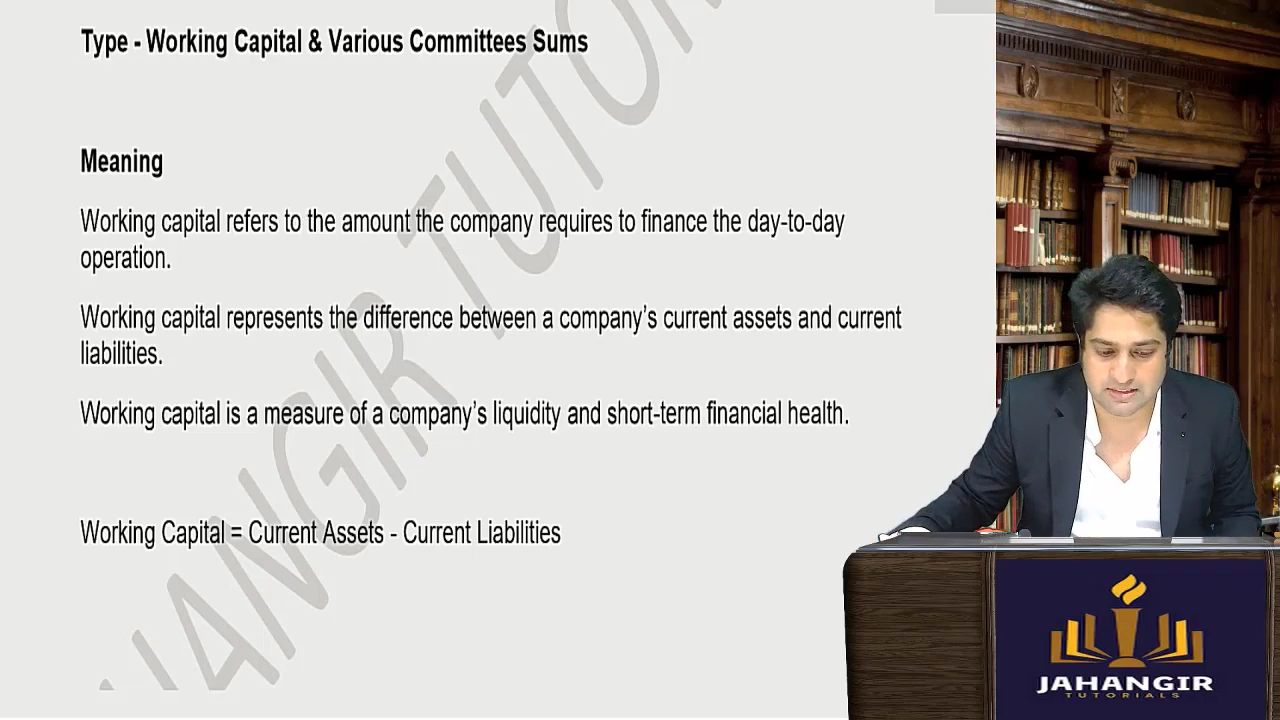 Type - Working Capital & Various Committees Sums
Meaning
Working capital refers to the amount the company requires to finance the day-to-day
operation.
Working capital represents the difference between a company's current assets and current
liabilities.
Working capital is a measure of a company's liquidity and short-term financial health.
Working Capital = Current Assets - Current Liabilities
JAHANGIR
TUTORIALS